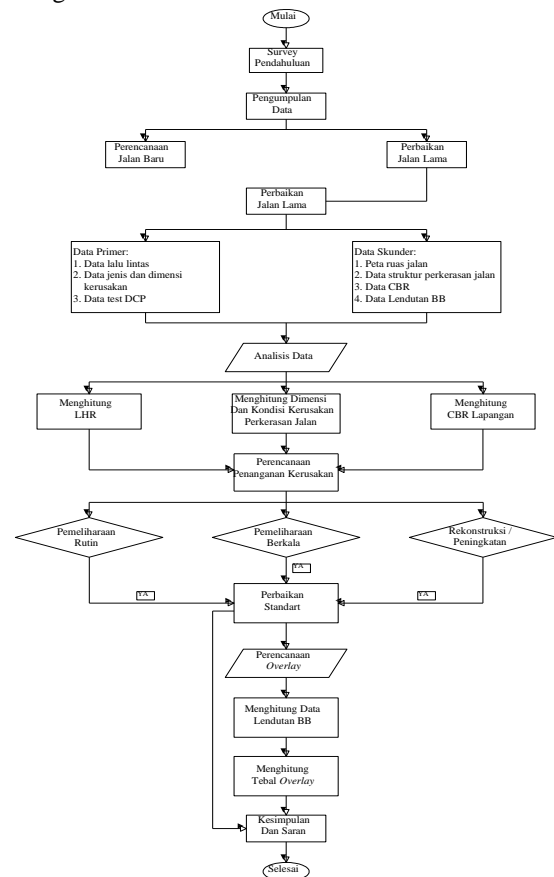 Mulai
Survey
Pendahuluan
Pengumpulan
Data
Perencanaan
Jalan Baru
Perbaikan
Jalan Lama
Perbaikan
Jalan Lama
Data Primer:
1. Data lalu lintas
2. Data jenis dan dimensi
kerusakan
3. Data test DCP
Data Skunder:
1. Peta ruas jalan
2. Data struktur perkerasan jalan
3. Data CBR
4. Data Lendutan BB
Analisis Data
Menghitung
LHR
Menghitung Dimensi
Dan Kondisi Kerusakan
Perkerasan Jalan
Menghitung
CBR Lapangan
Perencanaan
Penanganan Kerusakan
Pemeliharaan
Rutin
Pemeliharaan
Berkala
Rekonstruksi /
Peningkatan
YA
YA
YA
Perbaikan
Standart
Perencanaan
Overlay
Menghitung Data
Lendutan BB
Menghitung
Tebal Overlay
Kesimpulan
Dan Saran
Selesai